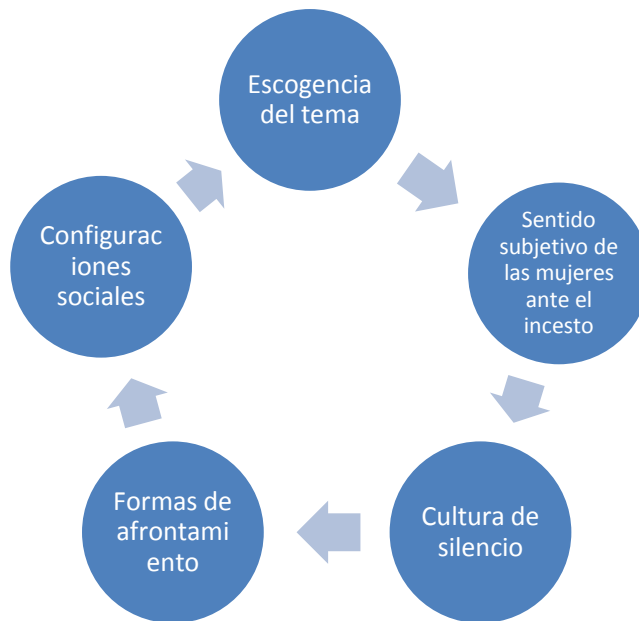 Escogencia
del tema
Sentido
subjetivo de
las mujeres
ante el
incesto
Cultura de
silencio
Formas de
afrontami
ento
Configurac
iones
sociales